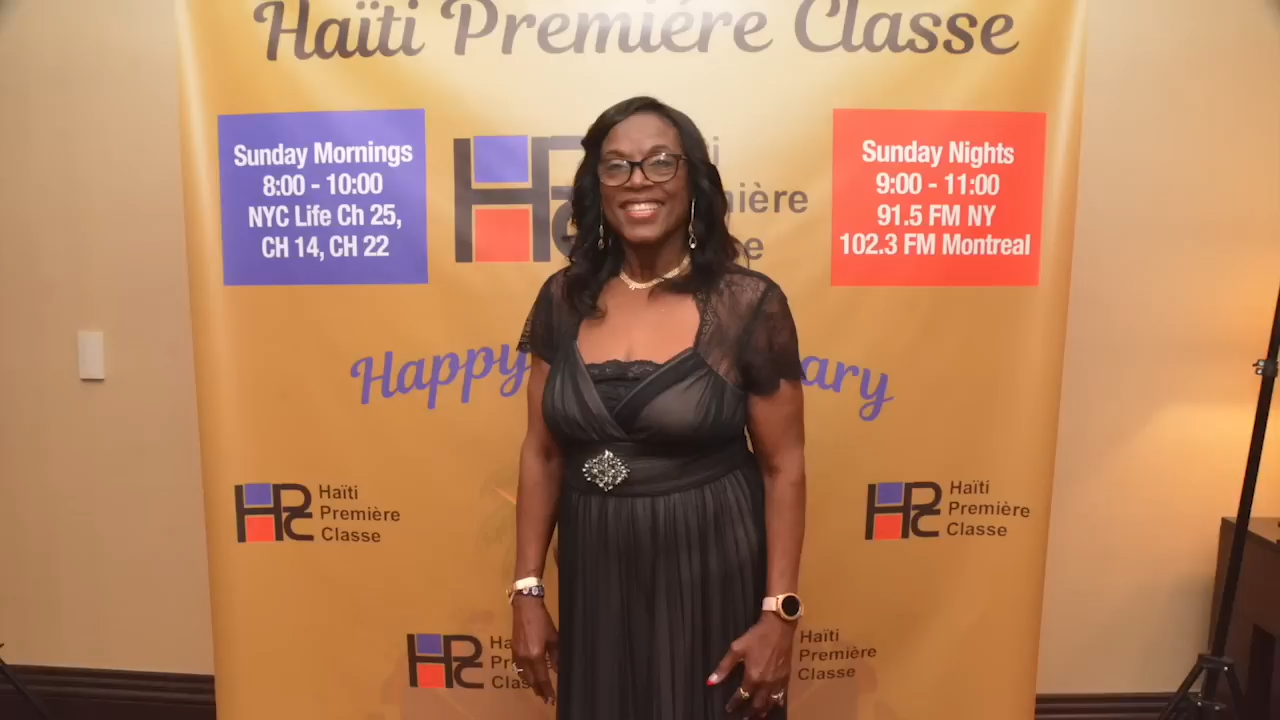 Haïti Premiére Classe
Sunday Mornings
8:00 - 10:00
NYC Life Ch 25,
CH 14, CH 22
Sunday Nights
9:00 - 11:00
91.5 FM NY
102.3 FM Montreal
Happy
Haïti
Première
Classe
Haïti
Première
Classe
Haïti
Première
Classe